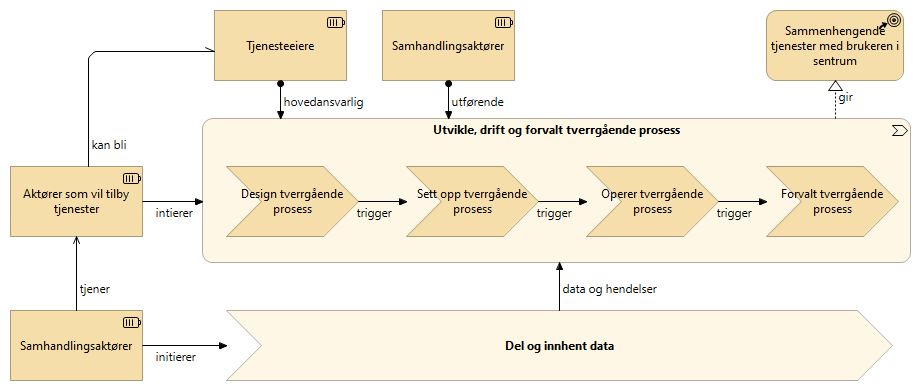 Tjenesteeiere
Samhandlingsaktører
Sammenhengende
tjenester med brukeren i
sentrum
hovedansvarlig
utførende
gir
kan bli
Utvikle, drift og forvalt tverrgående prosess
Aktører som vil tilby
tjenester
intierer
Design tverrgående
prosess
trigger
Sett opp tverrgående
prosess
trigger
Operer tverrgående
prosess
trigger
Forvalt tverrgående
prosess
tjener
data og hendelser
Samhandlingsaktører
initierer
Del og innhent data